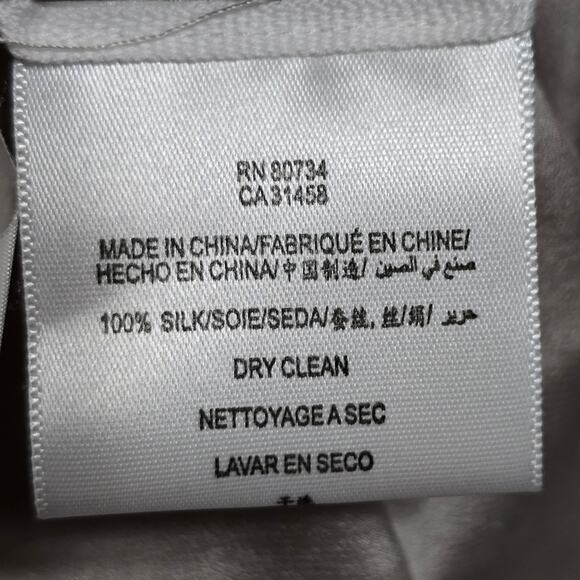 RN 80734
CA 31458
MADE IN CHINA/FABRIQUÉ EN CHINE/
HECHO EN CHINA/中国制造/ صنع في الصين
100% SILK/SOIE/SEDA/蚕丝, 丝/绢/ حرير
DRY CLEAN
NETTOYAGE A SEC
LAVAR EN SECO